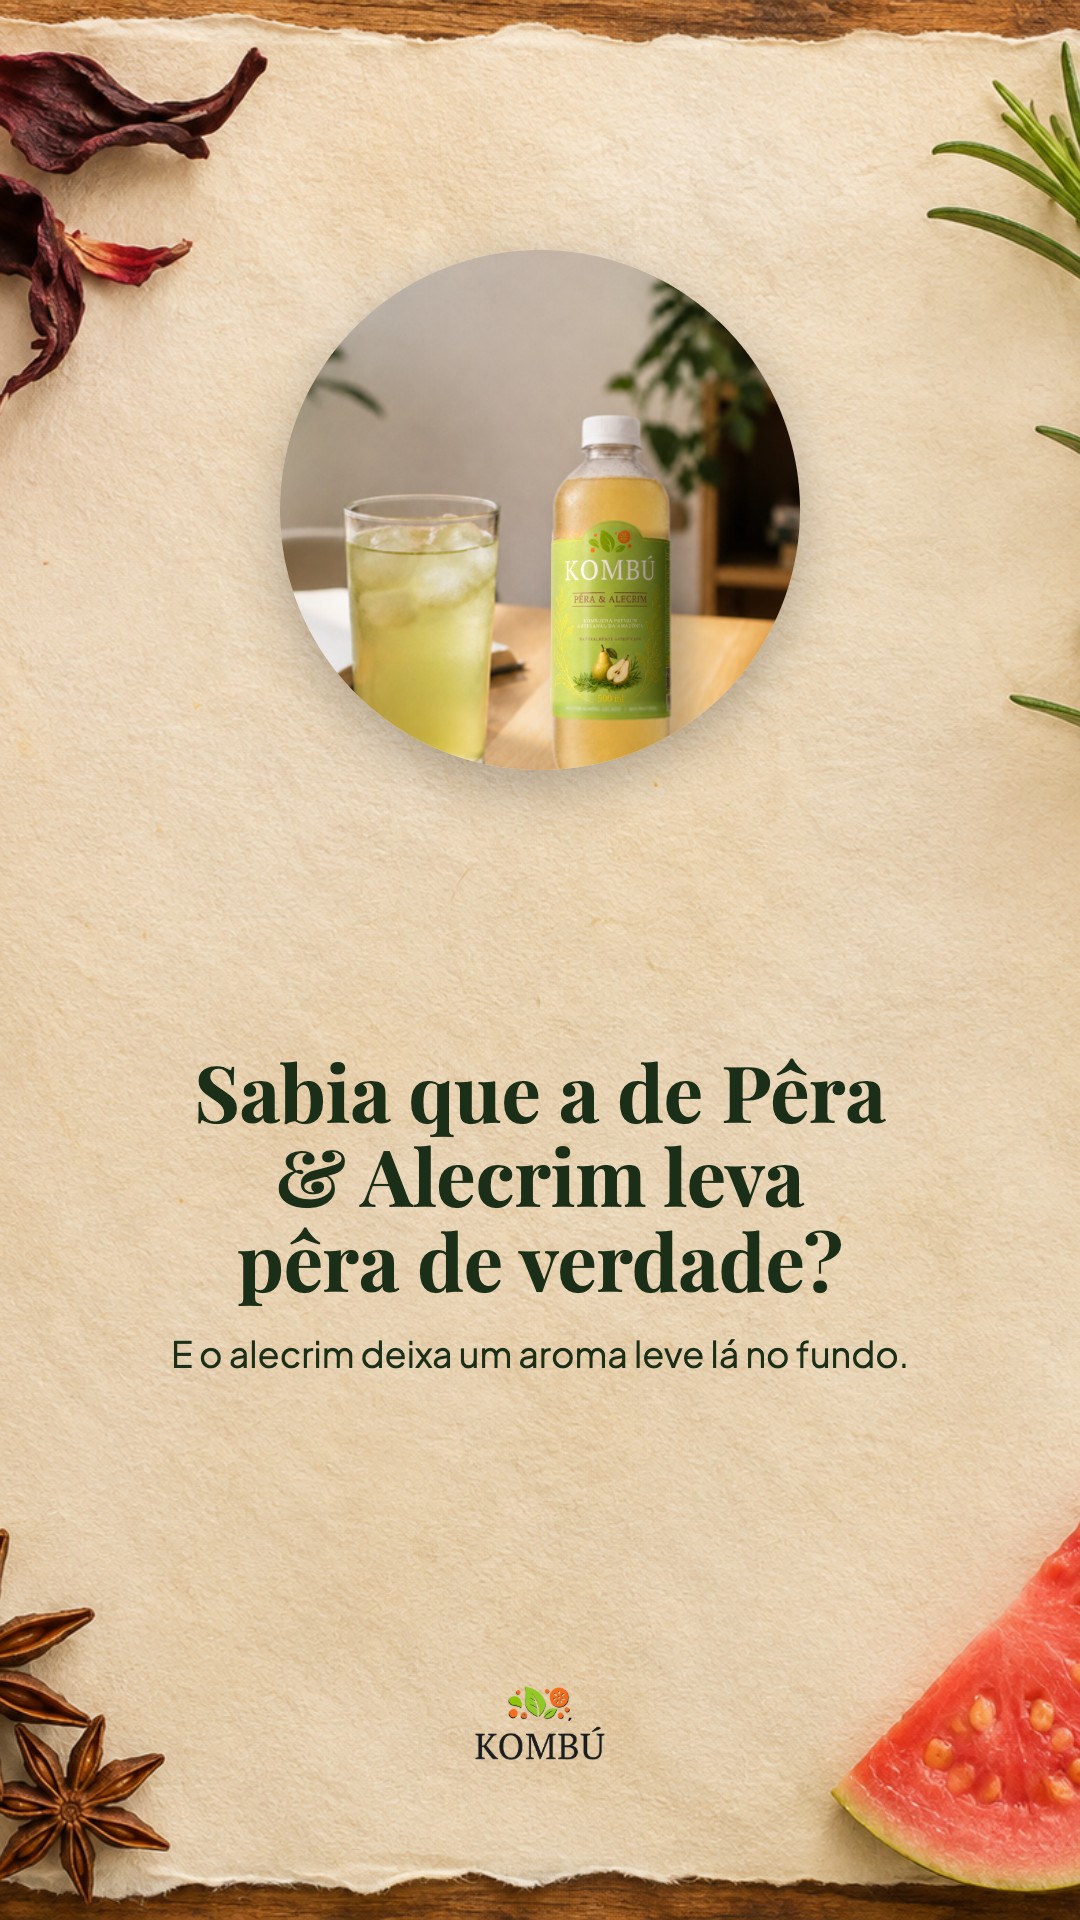 KOMBÚ
PÊRA & ALECRIM
Sabia que a de Pêra
& Alecrim leva
pêra de verdade?
E o alecrim deixa um aroma leve lá no fundo.
KOMBÚ